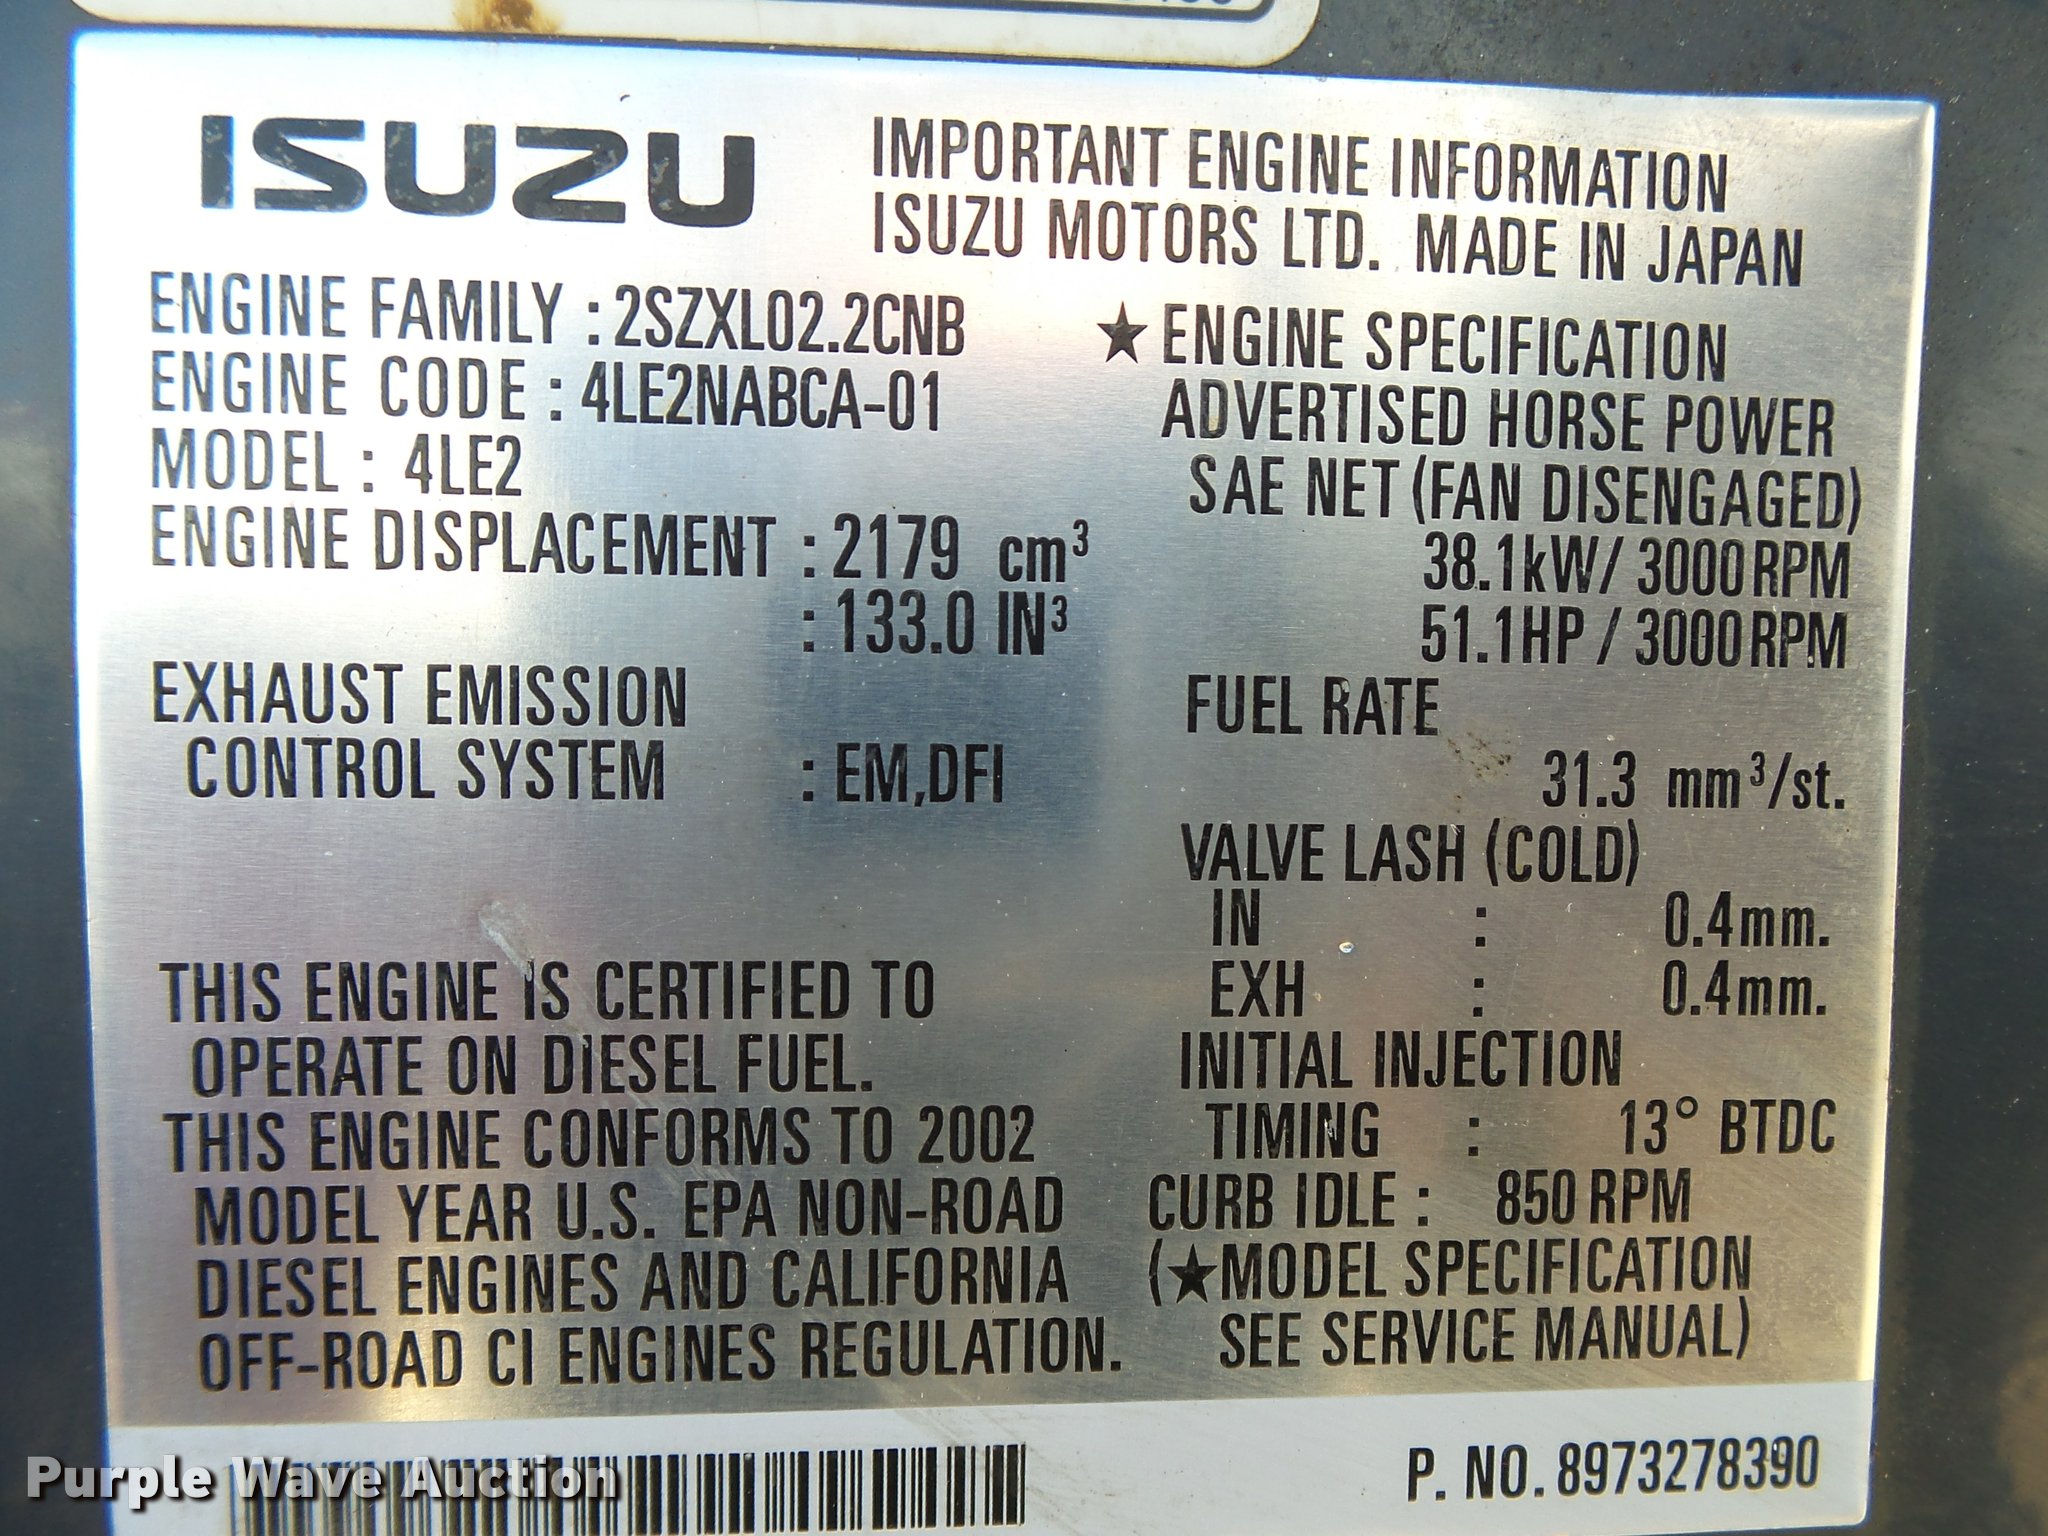 ISUZU
IMPORTANT ENGINE INFORMATION
ISUZU MOTORS LTD. MADE IN JAPAN
ENGINE FAMILY : 2SZXL02.2CNB
ENGINE CODE : 4LE2NABCA-01
MODEL : 4LE2
ENGINE DISPLACEMENT : 2179 cm³
: 133.0 IN³
EXHAUST EMISSION
CONTROL SYSTEM : EM,DFI
THIS ENGINE IS CERTIFIED TO
OPERATE ON DIESEL FUEL.
THIS ENGINE CONFORMS TO 2002
MODEL YEAR U.S. EPA NON-ROAD
DIESEL ENGINES AND CALIFORNIA
OFF-ROAD CI ENGINES REGULATION.
★ENGINE SPECIFICATION
ADVERTISED HORSE POWER
SAE NET (FAN DISENGAGED)
38.1kW/ 3000RPM
51.1HP / 3000RPM
FUEL RATE
31.3 mm³/st.
VALVE LASH (COLD)
IN : 0.4mm.
EXH : 0.4mm.
INITIAL INJECTION
TIMING : 13° BTDC
CURB IDLE : 850 RPM
(★MODEL SPECIFICATION
SEE SERVICE MANUAL)
P. NO. 8973278390
Purple Wave Auction